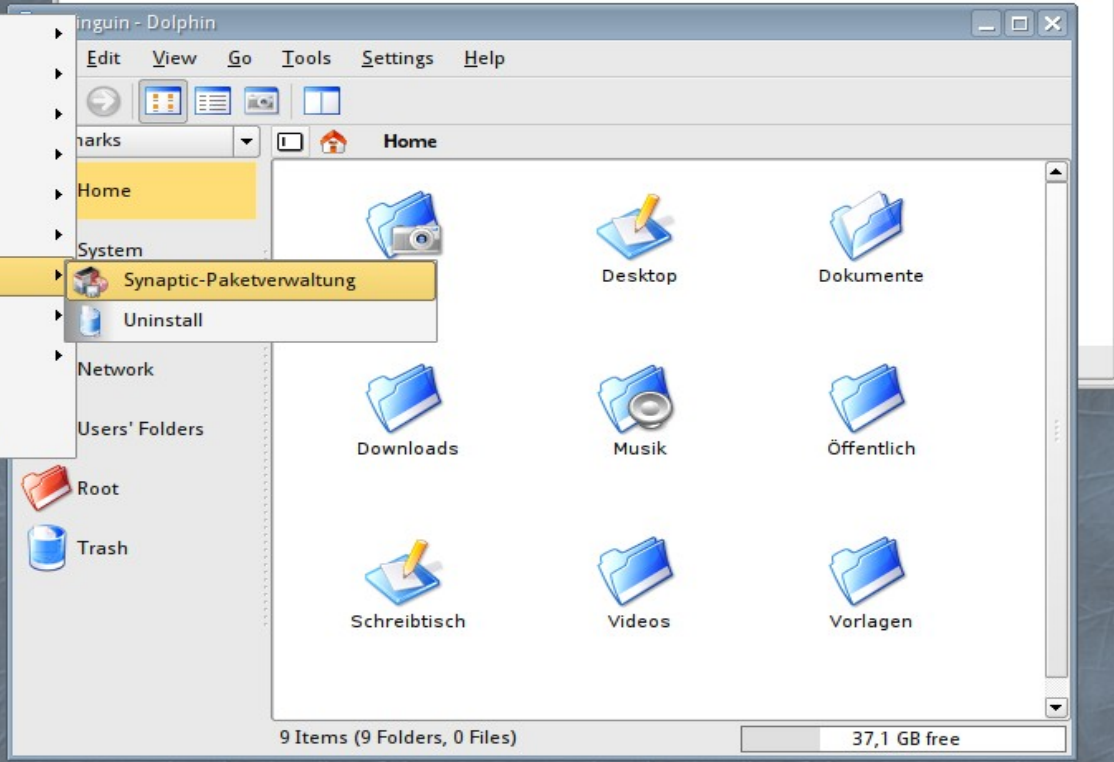 inguin - Dolphin
Edit View Go Tools Settings Help
marks
Home
Home
System
Synaptic-Paketverwaltung
Uninstall
Network
Users' Folders
Root
Trash
Desktop
Dokumente
Downloads
Musik
Öffentlich
Schreibtisch
Videos
Vorlagen
9 Items (9 Folders, 0 Files)
37,1 GB free